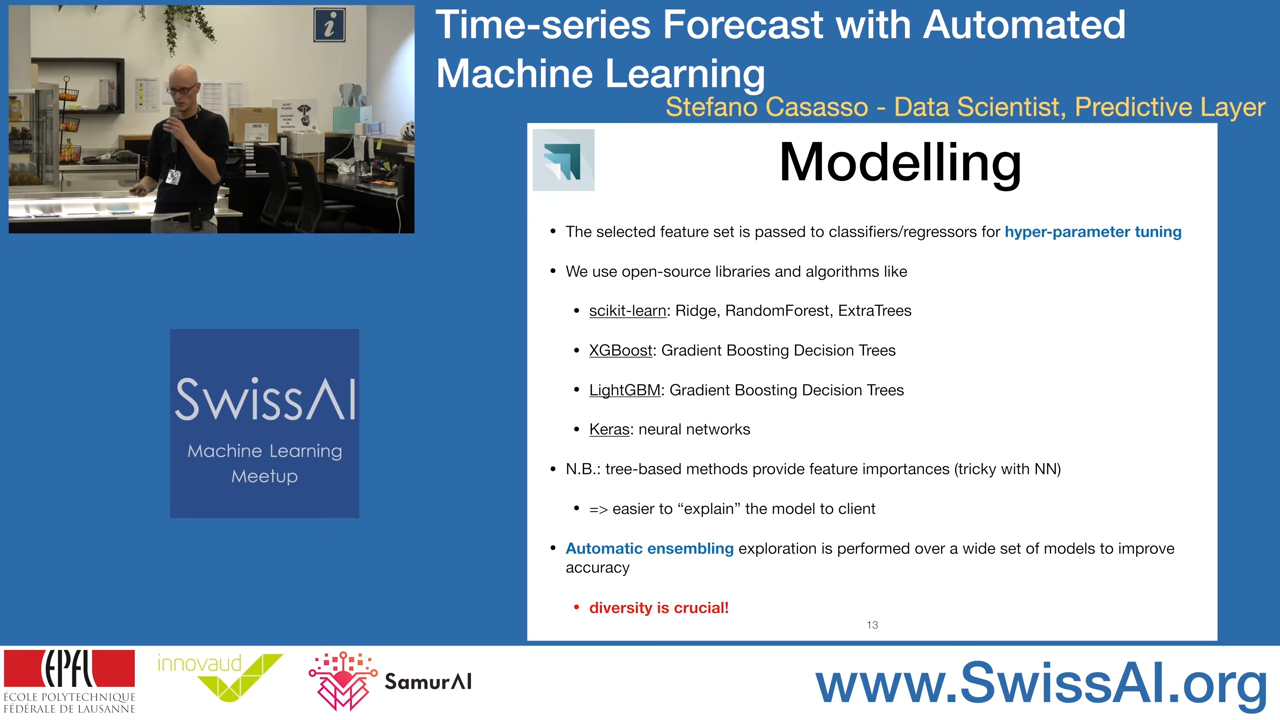 Time-series Forecast with Automated
Machine Learning
Stefano Casasso - Data Scientist, Predictive Layer
Modelling
• The selected feature set is passed to classifiers/regressors for hyper-parameter tuning
• We use open-source libraries and algorithms like
• scikit-learn: Ridge, RandomForest, ExtraTrees
• XGBoost: Gradient Boosting Decision Trees
• LightGBM: Gradient Boosting Decision Trees
• Keras: neural networks
• N.B.: tree-based methods provide feature importances (tricky with NN)
• => easier to “explain” the model to client
• Automatic ensembling exploration is performed over a wide set of models to improve
accuracy
• diversity is crucial!
13
SwissAI
Machine Learning
Meetup
EPFL
ÉCOLE POLYTECHNIQUE
FÉDÉRALE DE LAUSANNE
innovaud
SamurAI
www.SwissAI.org